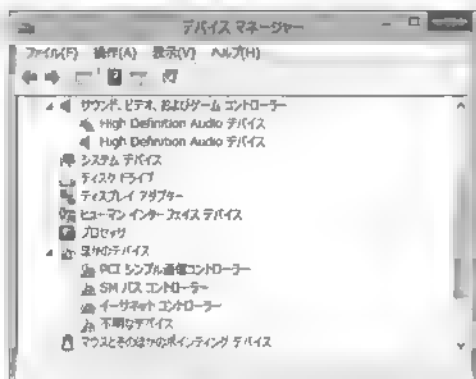 デバイス マネージャー
ファイル(F) 操作(A) 表示(V) ヘルプ(H)
サウンド、ビデオ、およびゲーム コントローラー
High Definition Audio デバイス
High Definition Audio デバイス
システム デバイス
ディスク ドライブ
ディスプレイ アダプター
ヒューマン インターフェイス デバイス
プロセッサ
ほかのデバイス
PCI シンプル通信コントローラー
SM バス コントローラー
イーサネット コントローラー
不明なデバイス
マウスとそのほかのポインティング デバイス